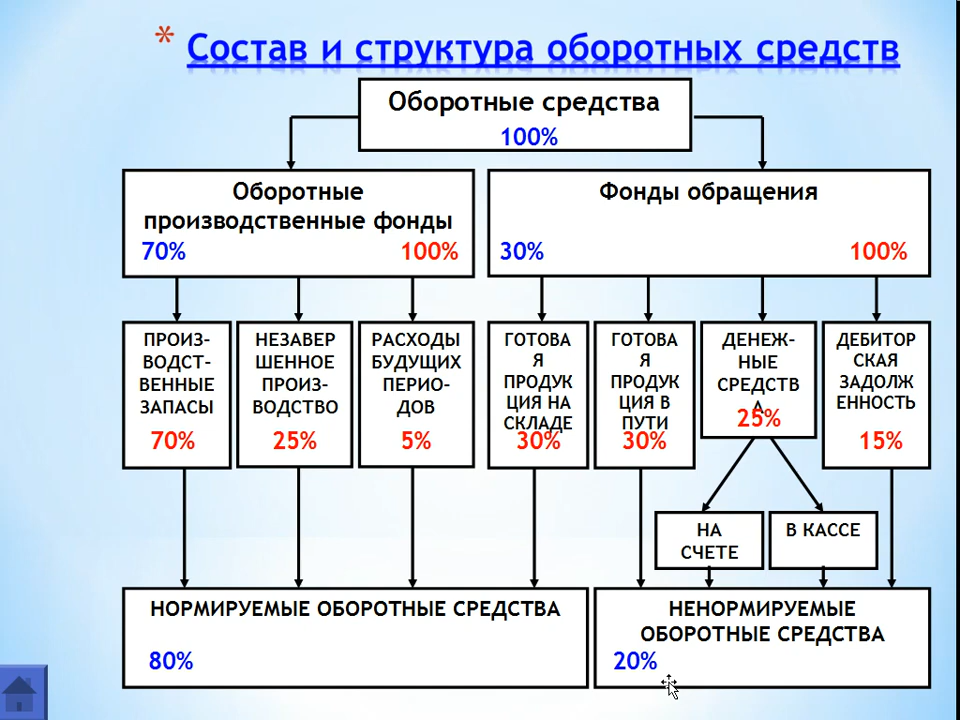 * Состав и структура оборотных средств
Оборотные средства
100%
Оборотные
производственные фонды
70% 100%
Фонды обращения
30% 100%
ПРОИЗ-
ВОДСТ-
ВЕННЫЕ
ЗАПАСЫ
70%
НЕЗАВЕР
ШЕННОЕ
ПРОИЗ-
ВОДСТВО
25%
РАСХОДЫ
БУДУЩИХ
ПЕРИО-
ДОВ
5%
ГОТОВА
Я
ПРОДУК
ЦИЯ НА
СКЛАДЕ
30%
ГОТОВА
Я
ПРОДУК
ЦИЯ В
ПУТИ
30%
ДЕНЕЖ-
НЫЕ
СРЕДСТВ
А
25%
ДЕБИТОР
СКАЯ
ЗАДОЛЖ
ЕННОСТЬ
15%
НА
СЧЕТЕ
В КАССЕ
НОРМИРУЕМЫЕ ОБОРОТНЫЕ СРЕДСТВА
80%
НЕНОРМИРУЕМЫЕ
ОБОРОТНЫЕ СРЕДСТВА
20%